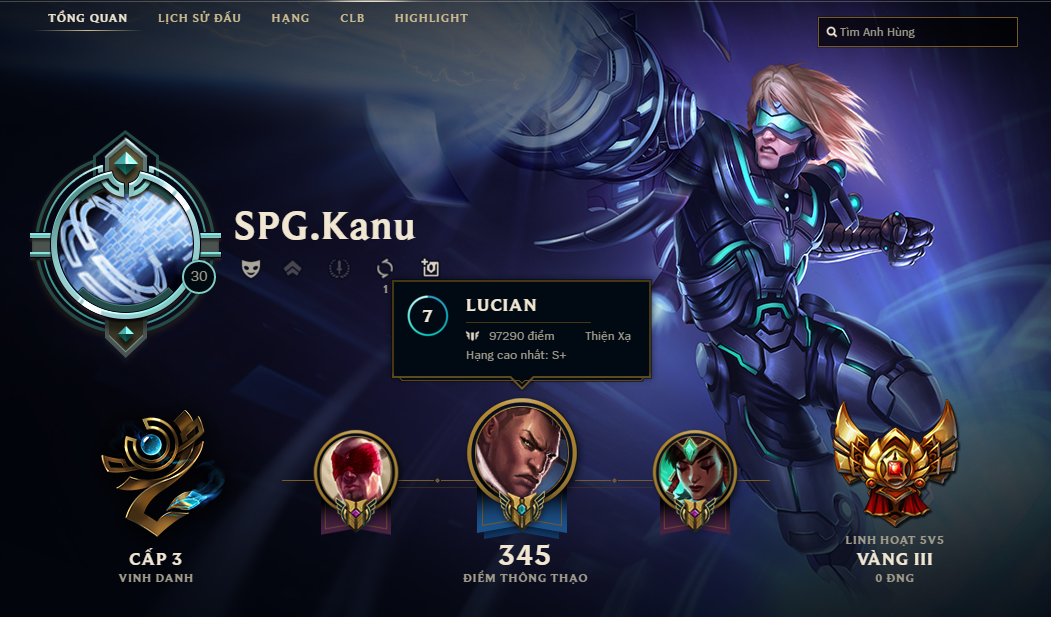 TỔNG QUAN
LỊCH SỬ ĐẤU
HẠNG
CLB
HIGHLIGHT
Tìm Anh Hùng
SPG.Kanu
30
1
7
LUCIAN
97290 điểm
Thiện Xạ
Hạng cao nhất: S+
CẤP 3
VINH DANH
345
ĐIỂM THÔNG THẠO
LINH HOẠT 5V5
VÀNG III
0 ĐNG